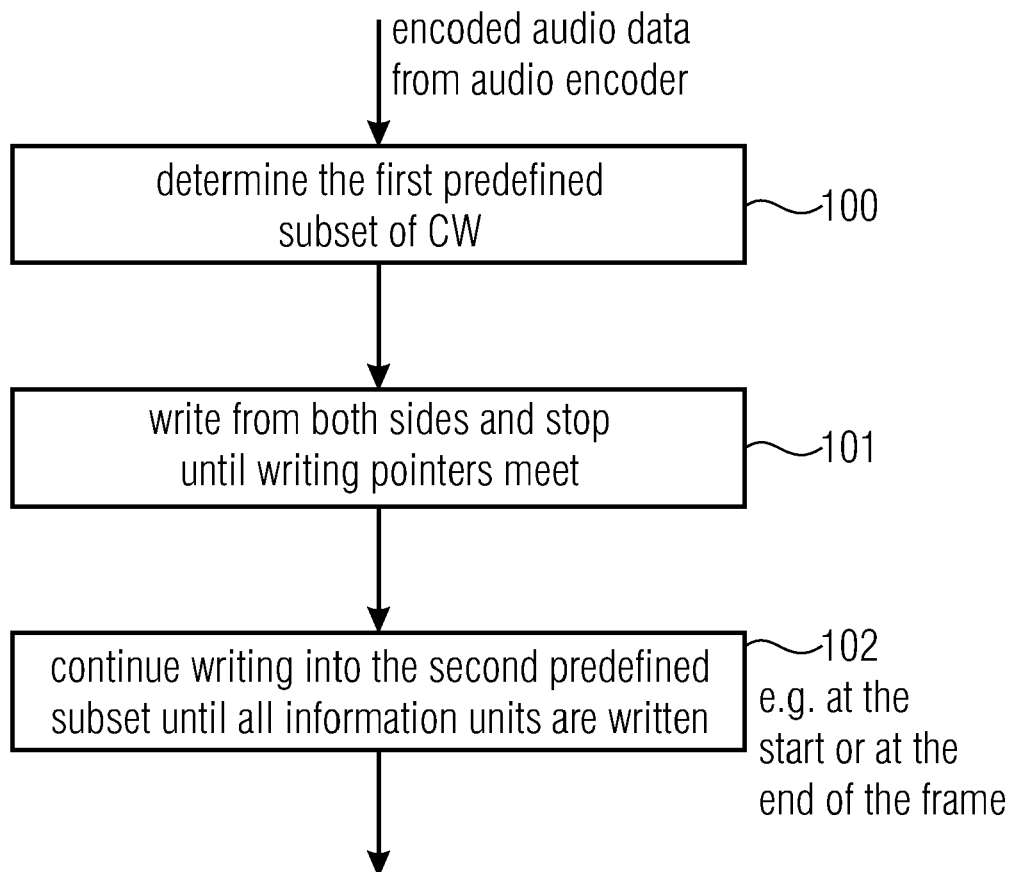 encoded audio data
from audio encoder
determine the first predefined
subset of CW
100
write from both sides and stop
until writing pointers meet
101
continue writing into the second predefined
subset until all information units are written
102
e.g. at the
start or at the
end of the frame